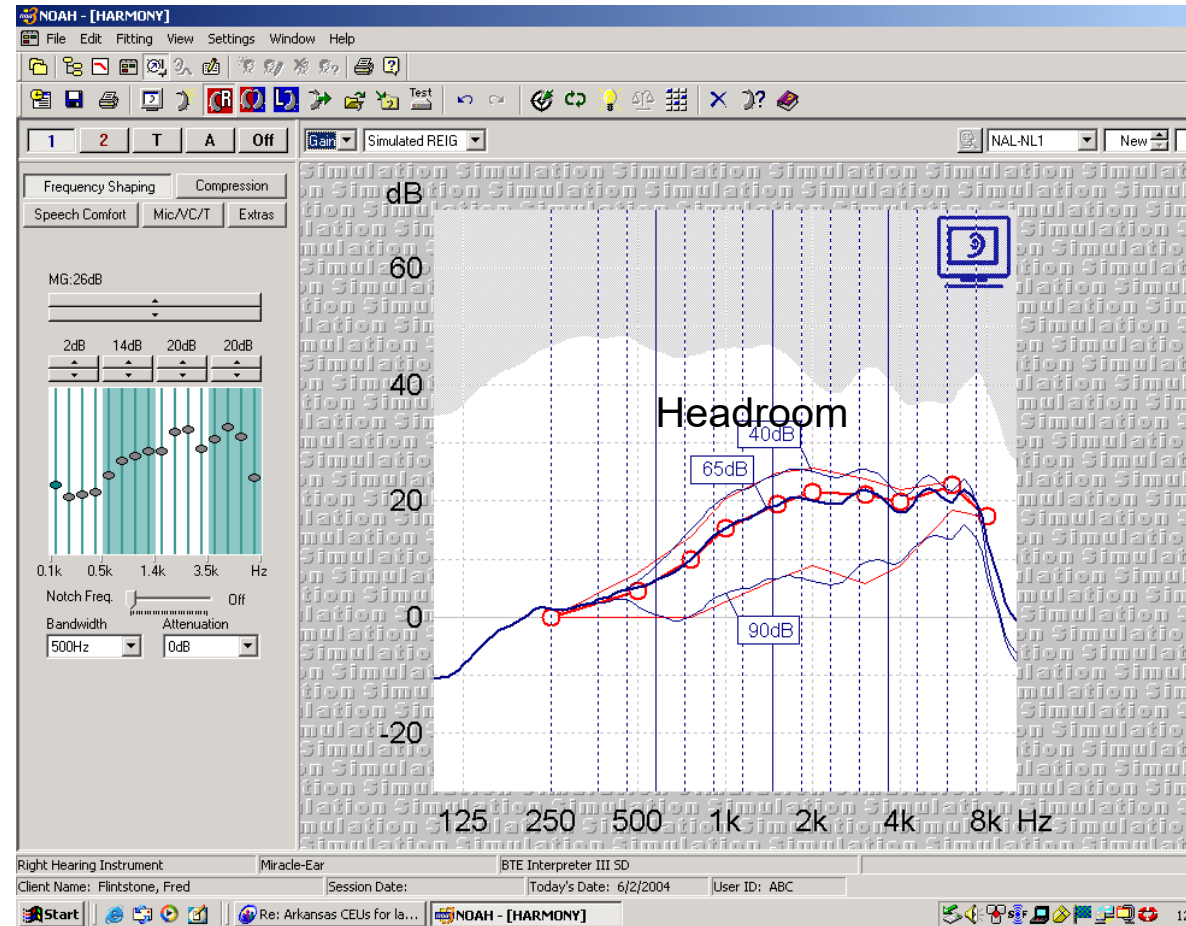 NOAH - [HARMONY]
File Edit Fitting View Settings Window Help
Test
1 2 T A Off
Gain Simulated REIG NAL-NL1 New
Frequency Shaping Compression
Speech Comfort Mic/VC/T Extras
MG:26dB
2dB 14dB 20dB 20dB
0.1k 0.5k 1.4k 3.5k Hz
Notch Freq. Off
Bandwidth Attenuation
500Hz 0dB
dB
60
40
Headroom
40dB
65dB
20
0
90dB
-20
125 250 500 1k 2k 4k 8k Hz
Simulation
Right Hearing Instrument Miracle-Ear BTE Interpreter III SD
Client Name: Flintstone, Fred Session Date: Today's Date: 6/2/2004 User ID: ABC
Start Re: Arkansas CEUs for la... NOAH - [HARMONY]